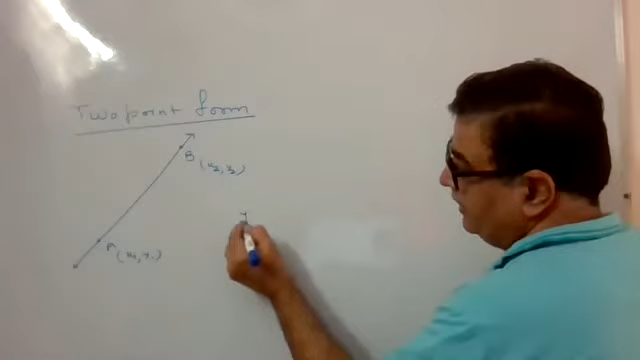 Two point form
B (x₂, y₂)
y
A (x₁, y₁)